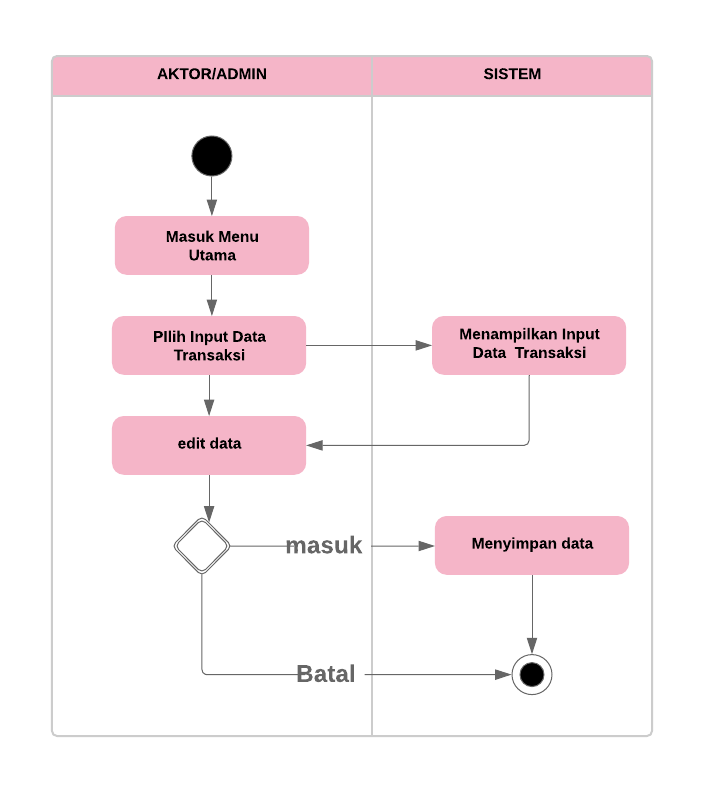 AKTOR/ADMIN
SISTEM
Masuk Menu
Utama
PIlih Input Data
Transaksi
Menampilkan Input
Data  Transaksi
edit data
masuk
Menyimpan data
Batal